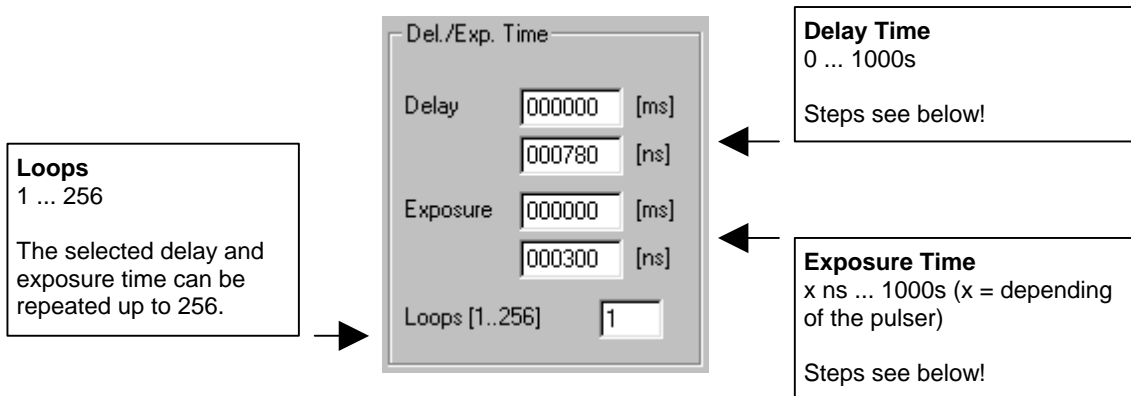 Loops
1 ... 256
The selected delay and
exposure time can be
repeated up to 256.
Del./Exp. Time
Delay 000000 [ms]
000780 [ns]
Exposure 000000 [ms]
000300 [ns]
Loops [1..256] 1
Delay Time
0 ... 1000s
Steps see below!
Exposure Time
x ns ... 1000s (x = depending
of the pulser)
Steps see below!